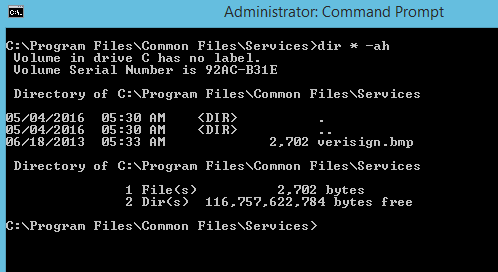 Administrator: Command Prompt
C:\Program Files\Common Files\Services>dir * -ah
Volume in drive C has no label.
Volume Serial Number is 92AC-B31E
Directory of C:\Program Files\Common Files\Services
05/04/2016 05:30 AM <DIR> .
05/04/2016 05:30 AM <DIR> ..
06/18/2013 05:33 AM 2,702 verisign.bmp
Directory of C:\Program Files\Common Files\Services
1 File(s) 2,702 bytes
2 Dir(s) 116,757,622,784 bytes free
C:\Program Files\Common Files\Services>